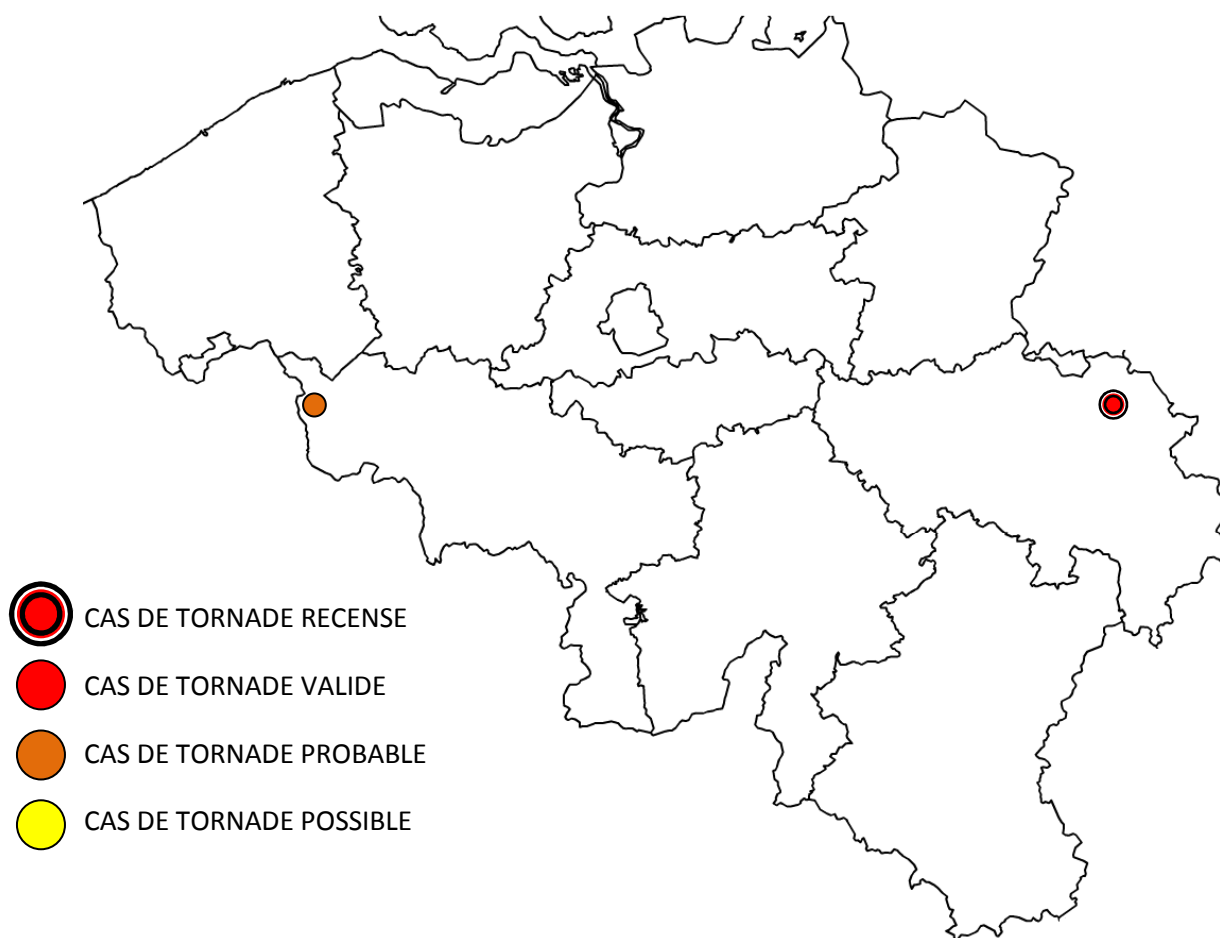 CAS DE TORNADE RECENSE
CAS DE TORNADE VALIDE
CAS DE TORNADE PROBABLE
CAS DE TORNADE POSSIBLE